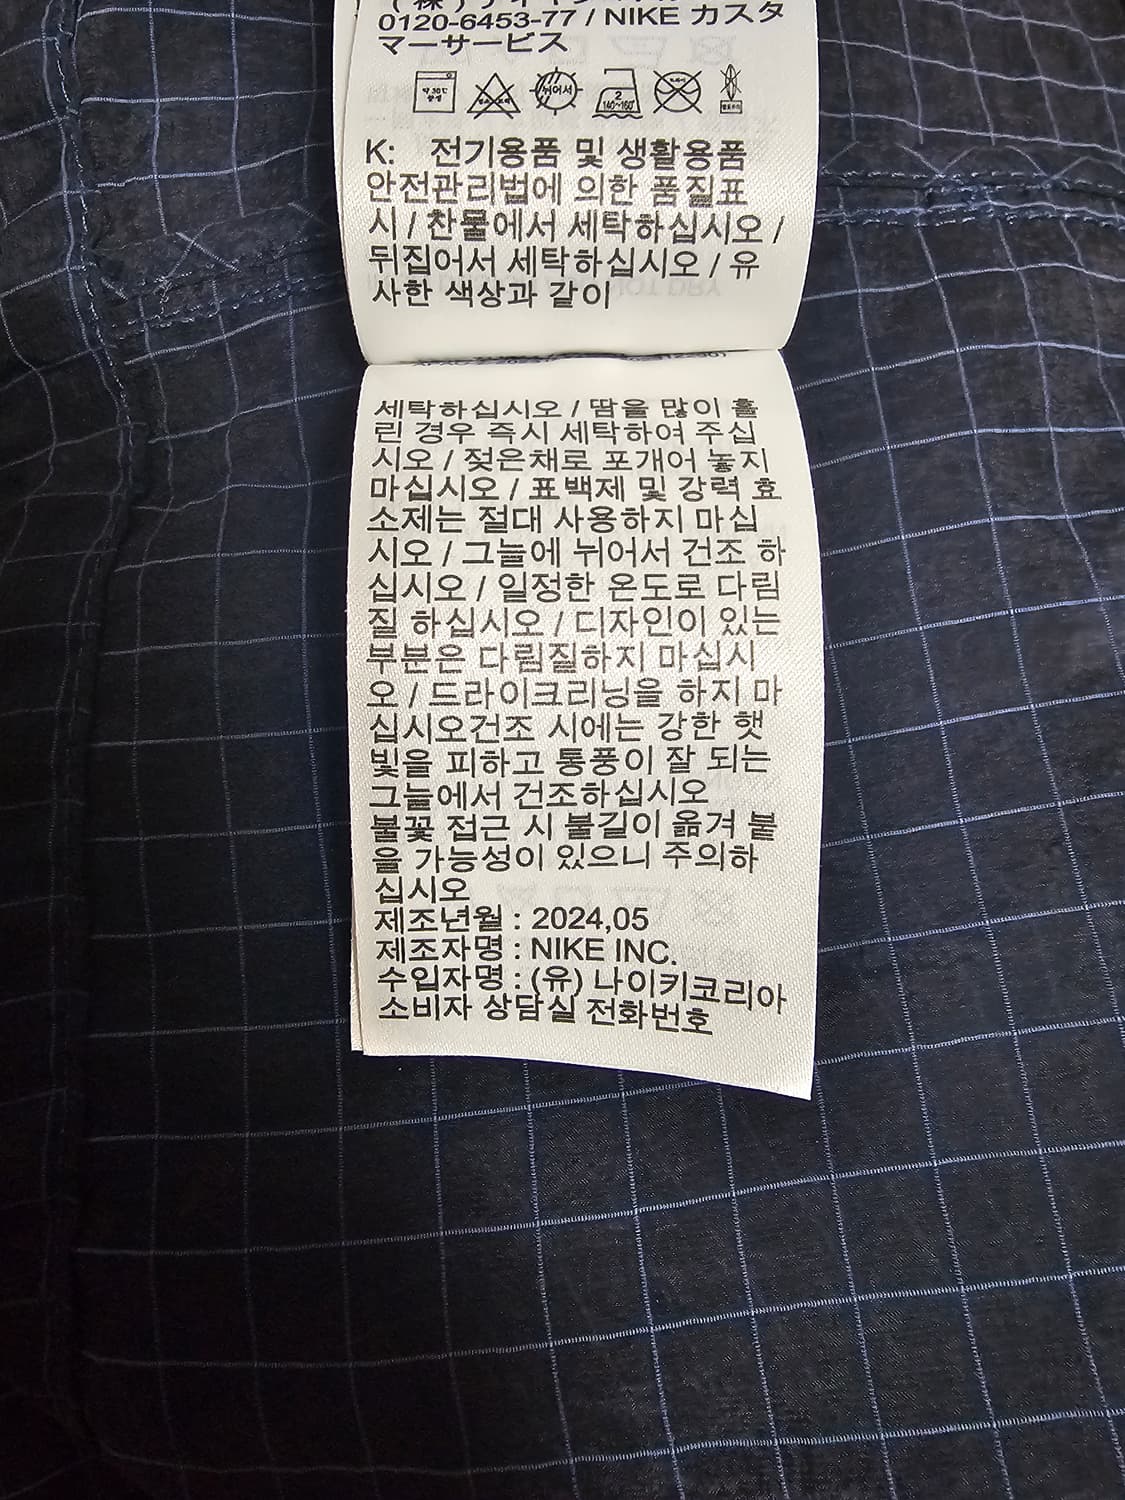 0120-6453-77 / NIKE カスタ
マーサービス
약 30℃
중성
뉘어서
2
140~160°
K: 전기용품 및 생활용품
안전관리법에 의한 품질표
시 / 찬물에서 세탁하십시오 /
뒤집어서 세탁하십시오 / 유
사한 색상과 같이
세탁하십시오 / 땀을 많이 흘
린 경우 즉시 세탁하여 주십
시오 / 젖은채로 포개어 놓지
마십시오 / 표백제 및 강력 효
소제는 절대 사용하지 마십
시오 / 그늘에 뉘어서 건조 하
십시오 / 일정한 온도로 다림
질 하십시오 / 디자인이 있는
부분은 다림질하지 마십시
오 / 드라이크리닝을 하지 마
십시오건조 시에는 강한 햇
빛을 피하고 통풍이 잘 되는
그늘에서 건조하십시오
불꽃 접근 시 불길이 옮겨 붙
을 가능성이 있으니 주의하
십시오
제조년월 : 2024,05
제조자명 : NIKE INC.
수입자명 : (유) 나이키코리아
소비자 상담실 전화번호